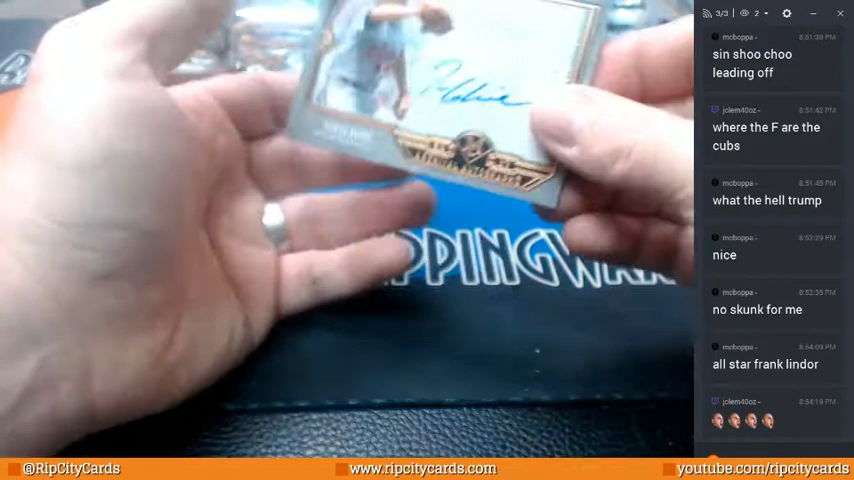 3/3
2
mcboppa-
8:51:39 PM
sin shoo choo
leading off
jclem40oz-
8:51:42 PM
where the F are the
cubs
mcboppa-
8:51:45 PM
what the hell trump
mcboppa-
8:52:29 PM
nice
mcboppa-
8:52:35 PM
no skunk for me
mcboppa-
8:54:09 PM
all star frank lindor
jclem40oz-
8:54:19 PM
@RipCityCards
www.ripcitycards.com
youtube.com/ripcitycards